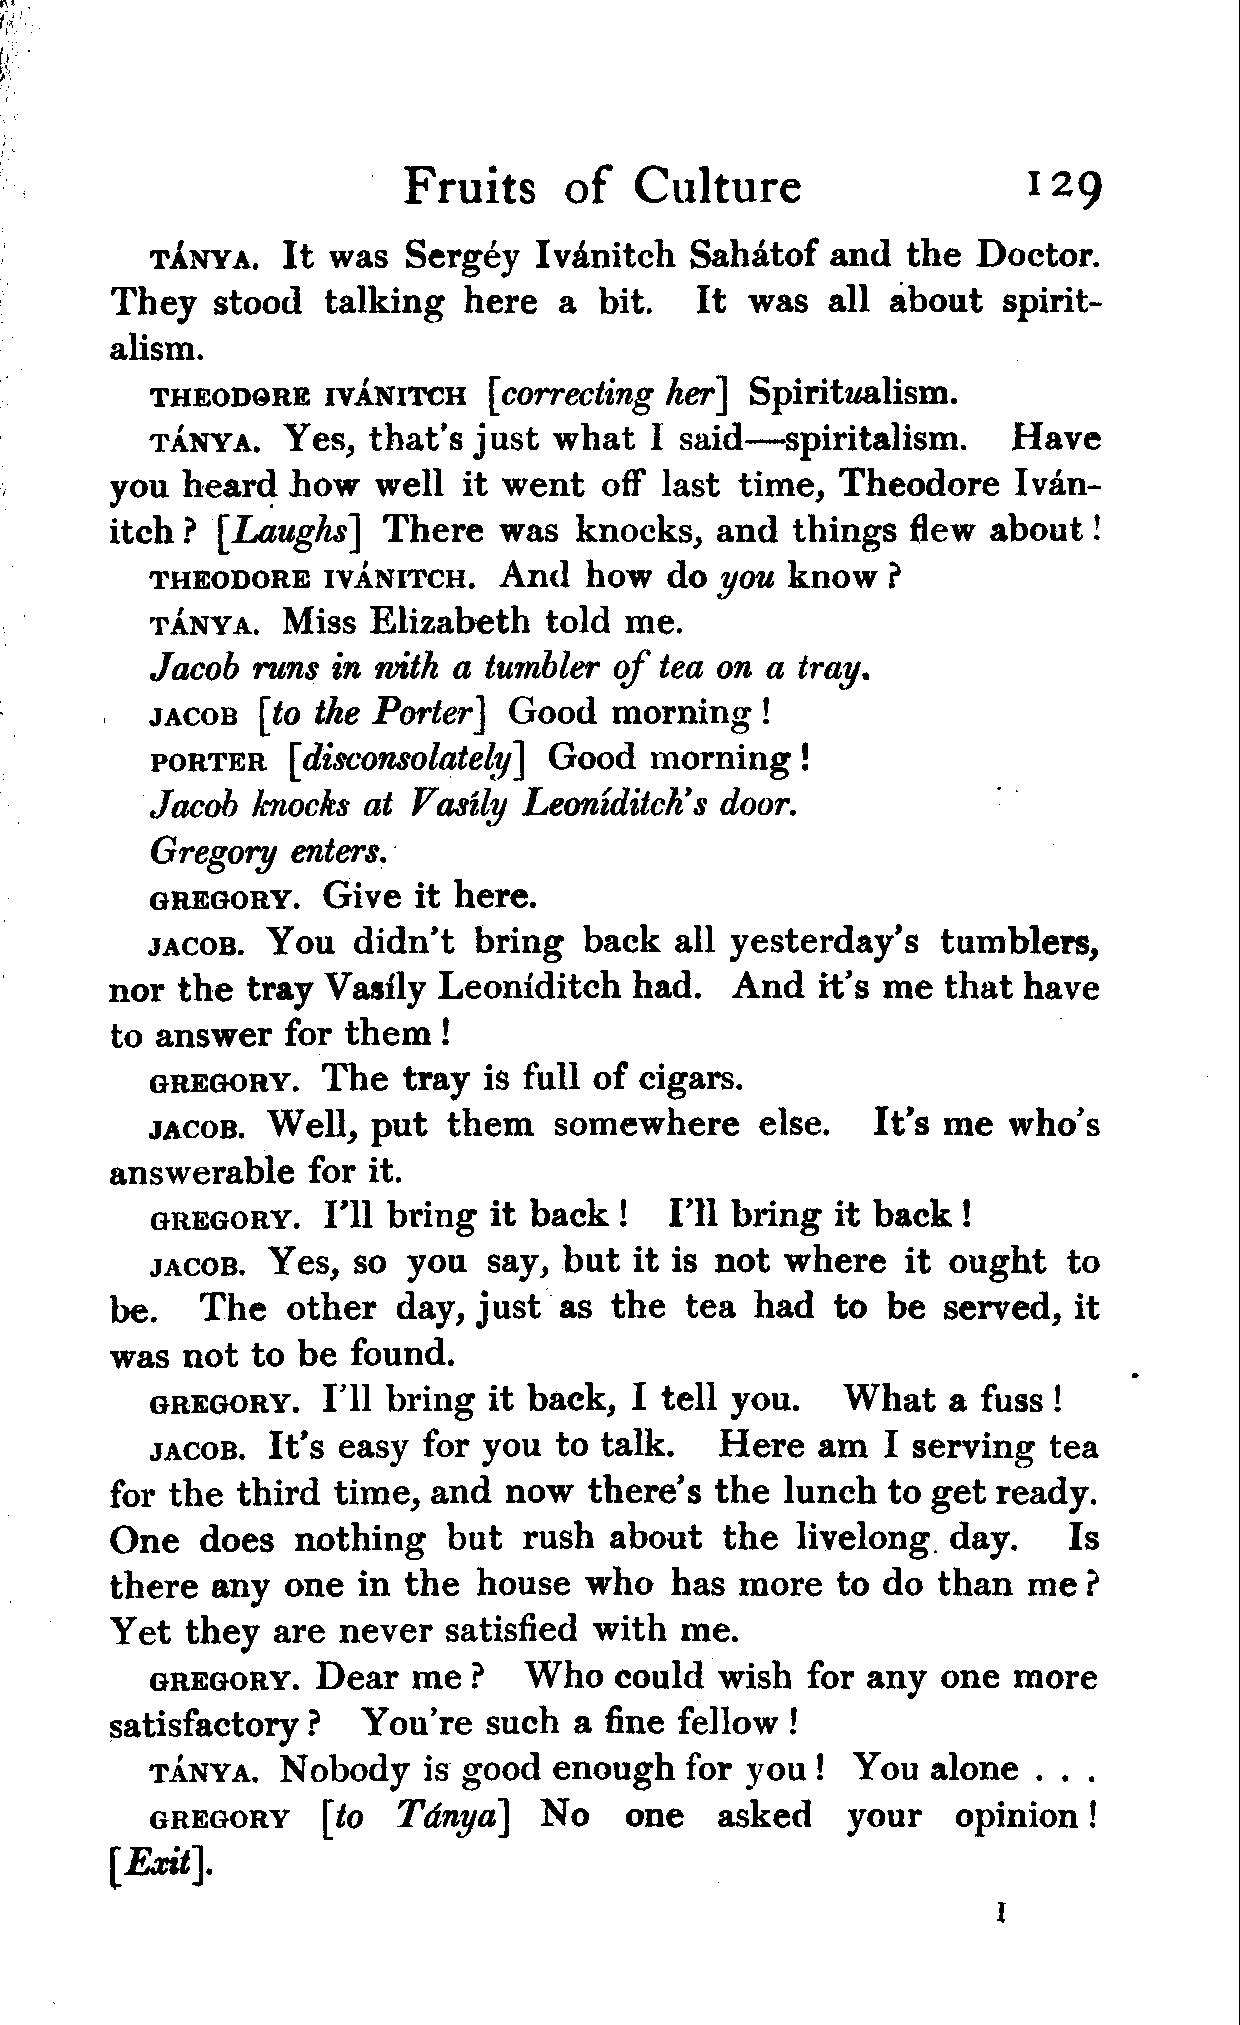 Fruits of Culture 129
TÁNYA. It was Sergéy Ivánitch Sahátof and the Doctor.
They stood talking here a bit. It was all about spirit-
alism.
THEODORE IVÁNITCH [correcting her] Spiritualism.
TÁNYA. Yes, that's just what I said—spiritalism. Have
you heard how well it went off last time, Theodore Iván-
itch? [Laughs] There was knocks, and things flew about!
THEODORE IVÁNITCH. And how do you know?
TÁNYA. Miss Elizabeth told me.
Jacob runs in with a tumbler of tea on a tray.
JACOB [to the Porter] Good morning!
PORTER [disconsolately] Good morning!
Jacob knocks at Vasíly Leoníditch's door.
Gregory enters.
GREGORY. Give it here.
JACOB. You didn't bring back all yesterday's tumblers,
nor the tray Vasíly Leoníditch had. And it's me that have
to answer for them!
GREGORY. The tray is full of cigars.
JACOB. Well, put them somewhere else. It's me who's
answerable for it.
GREGORY. I'll bring it back! I'll bring it back!
JACOB. Yes, so you say, but it is not where it ought to
be. The other day, just as the tea had to be served, it
was not to be found.
GREGORY. I'll bring it back, I tell you. What a fuss!
JACOB. It's easy for you to talk. Here am I serving tea
for the third time, and now there's the lunch to get ready.
One does nothing but rush about the livelong day. Is
there any one in the house who has more to do than me?
Yet they are never satisfied with me.
GREGORY. Dear me? Who could wish for any one more
satisfactory? You're such a fine fellow!
TÁNYA. Nobody is good enough for you! You alone . . .
GREGORY [to Tánya] No one asked your opinion!
[Exit].
I